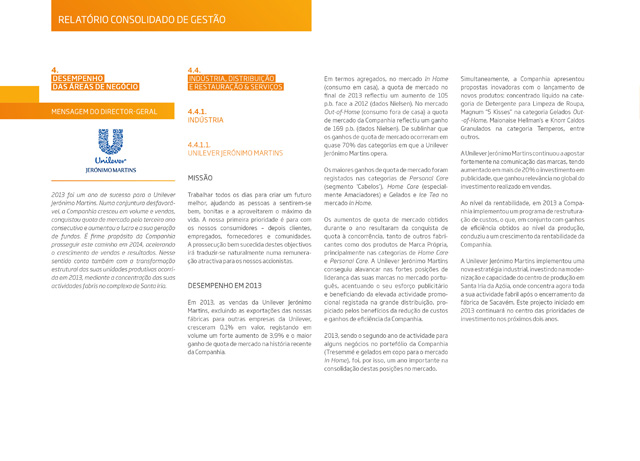 RELATÓRIO CONSOLIDADO DE GESTÃO
4.
DESEMPENHO
DAS ÁREAS DE NEGÓCIO
MENSAGEM DO DIRECTOR-GERAL
Unilever
JERÓNIMO MARTINS
2013 foi um ano de sucesso para a Unilever
Jerónimo Martins. Numa conjuntura desfavorá-
vel, a Companhia cresceu em volume e vendas,
conquistou quota de mercado pelo terceiro ano
consecutivo e aumentou o lucro e a sua geração
de fundos. É firme propósito da Companhia
prosseguir este caminho em 2014, acelerando
o crescimento de vendas e resultados. Nesse
sentido conta também com a transformação
estrutural das suas unidades produtivas aconti-
da em 2013, mediante a concentração das suas
actividades fabris no complexo de Santa Iria.
4.4.
INDÚSTRIA, DISTRIBUIÇÃO
E RESTAURAÇÃO & SERVIÇOS
4.4.1.
INDÚSTRIA
4.4.1.1.
UNILEVER JERÓNIMO MARTINS
MISSÃO
Trabalhar todos os dias para criar um futuro
melhor, ajudando as pessoas a sentirem-se
bem, bonitas e a aproveitarem o máximo da
vida. A nossa primeira prioridade é para com
os nossos consumidores – depois clientes,
empregados, fornecedores e comunidades.
A prossecução bem sucedida destes objectivos
irá traduzir-se naturalmente numa remunera-
ção atractiva para os nossos accionistas.
DESEMPENHO EM 2013
Em 2013, as vendas da Unilever Jerónimo
Martins, excluindo as exportações das nossas
fábricas para outras empresas da Unilever,
cresceram 0,1% em valor, registando em
volume um forte aumento de 3,9% e o maior
ganho de quota de mercado na história recente
da Companhia.
Em termos agregados, no mercado In Home
(consumo em casa), a quota de mercado no
final de 2013 reflectiu um aumento de 105
p.b. face a 2012 (dados Nielsen). No mercado
Out-of-Home (consumo fora de casa) a quota
de mercado da Companhia reflectiu um ganho
de 169 p.b. (dados Nielsen). De sublinhar que
os ganhos de quota de mercado ocorreram em
quase 70% das categorias em que a Unilever
Jerónimo Martins opera.
Os maiores ganhos de quota de mercado foram
registados nas categorias de Personal Care
(segmento 'Cabelos'), Home Care (especial-
mente Amaciadores) e Gelados e Ice Tea no
mercado in Home.
Os aumentos de quota de mercado obtidos
durante o ano resultaram da conquista de
quota à concorrência, tanto de outros fabri-
cantes como dos produtos de Marca Própria,
principalmente nas categorias de Home Care
e Personal Care. A Unilever Jerónimo Martins
conseguiu alavancar nas fortes posições de
liderança das suas marcas no mercado portu-
guês, acentuando o seu esforço publicitário
e beneficiando da elevada actividade promo-
cional registada na grande distribuição, pro-
piciado pelos benefícios da redução de custos
e ganhos de eficiência da Companhia.
2013, sendo o segundo ano de actividade para
alguns negócios no portefólio da Companhia
(Tresemmé e gelados em copo para o mercado
in Home), foi, por isso, um ano importante na
consolidação destas posições no mercado.
Simultaneamente, a Companhia apresentou
propostas inovadoras com o lançamento de
novos produtos: concentrado líquido na cate-
goria de Detergente para Limpeza de Roupa,
Magnum "5 Kisses" na categoria Gelados Out-
-of-Home, Maionaise Hellman's e Knorr Caldos
Granulados na categoria Temperos, entre
outros.
A Unilever Jerónimo Martins continuou a apostar
fortemente na comunicação das marcas, tendo
aumentado em mais de 20% o investimento em
publicidade, que ganhou relevância no global do
investimento realizado em vendas.
Ao nível da rentabilidade, em 2013 a Compa-
nhia implementou um programa de restrutura-
ção de custos, o que, em conjunto com ganhos
de eficiência obtidos ao nível da produção,
conduziu a um crescimento da rentabilidade da
Companhia.
A Unilever Jerónimo Martins implementou uma
nova estratégia industrial, investindo na moder-
nização e capacidade do centro de produção em
Santa Iria da Azóia, onde concentra agora toda
a sua actividade fabril após o encerramento da
fábrica de Sacavém. Este projecto iniciado em
2013 continuará no centro das prioridades de
investimento nos próximos dois anos.